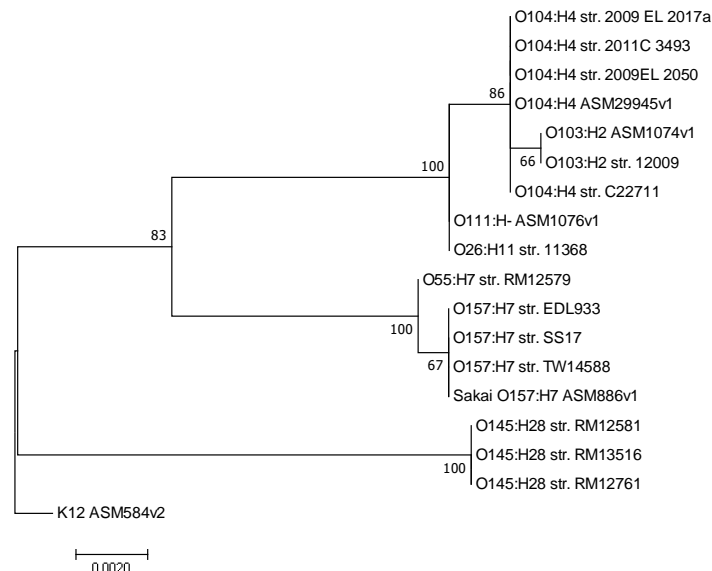 O104:H4 str. 2009 EL 2017a
O104:H4 str. 2011C 3493
O104:H4 str. 2009EL 2050
86
O104:H4 ASM29945v1
O103:H2 ASM1074v1
66
O103:H2 str. 12009
100
O104:H4 str. C22711
O111:H- ASM1076v1
83
O26:H11 str. 11368
O55:H7 str. RM12579
O157:H7 str. EDL933
100
O157:H7 str. SS17
67
O157:H7 str. TW14588
Sakai O157:H7 ASM886v1
O145:H28 str. RM12581
O145:H28 str. RM13516
100
O145:H28 str. RM12761
K12 ASM584v2
0.0020